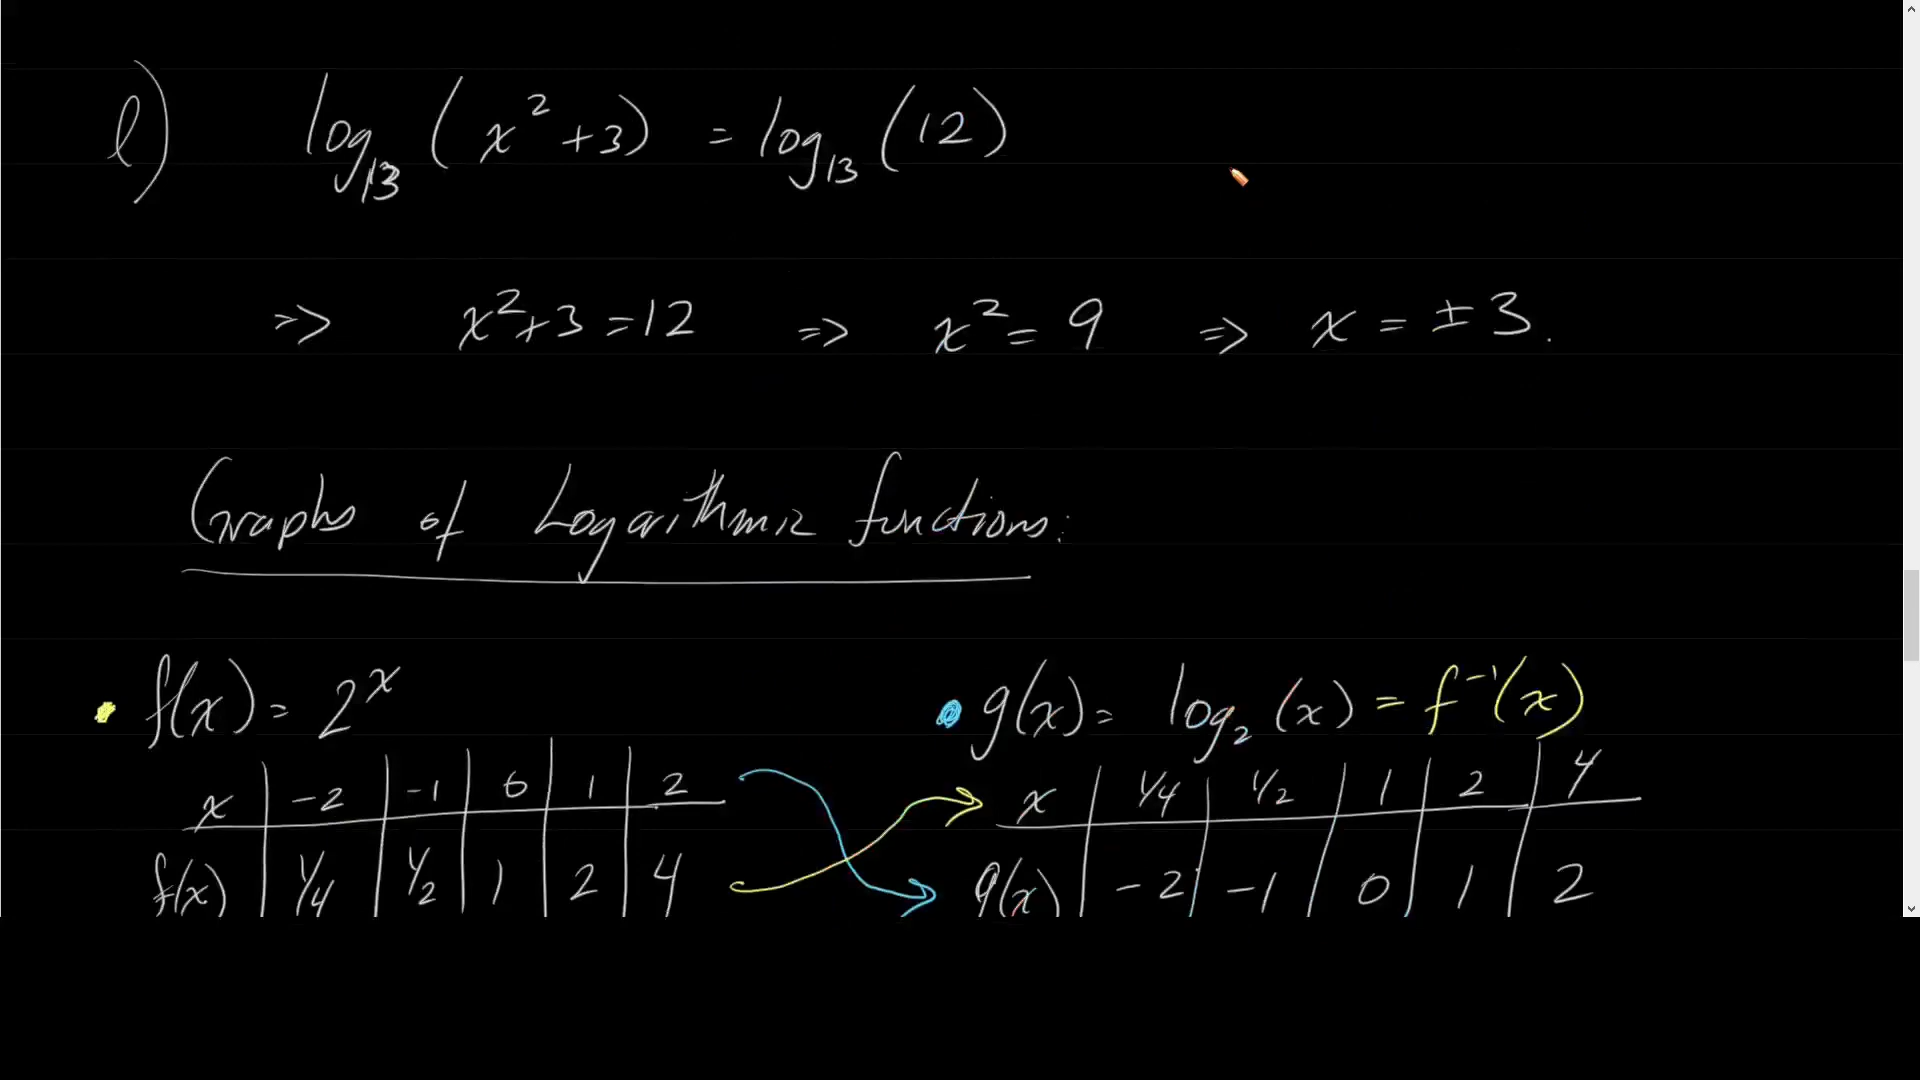 l) log₁₃ (x² + 3) = log₁₃ (12)
=> x² + 3 = 12 => x² = 9 => x = ± 3.
Graphs of Logarithmic functions:
• f(x) = 2ˣ
x | -2 | -1 | 0 | 1 | 2
f(x) | 1/4 | 1/2 | 1 | 2 | 4
• g(x) = log₂ (x) = f⁻¹(x)
x | 1/4 | 1/2 | 1 | 2 | 4
g(x) | -2 | -1 | 0 | 1 | 2